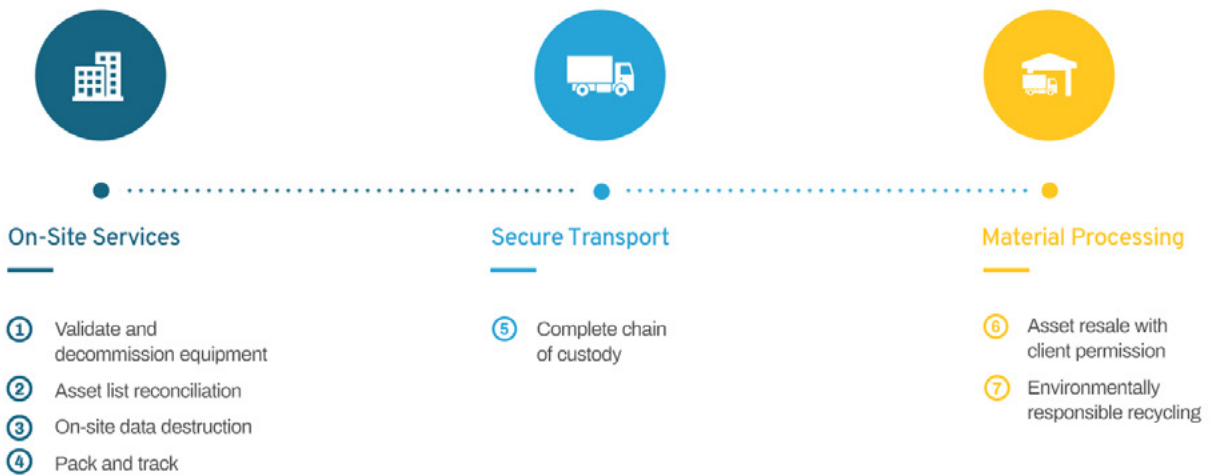 On-Site Services
1 Validate and
decommission equipment
2 Asset list reconciliation
3 On-site data destruction
4 Pack and track
Secure Transport
5 Complete chain
of custody
Material Processing
6 Asset resale with
client permission
7 Environmentally
responsible recycling